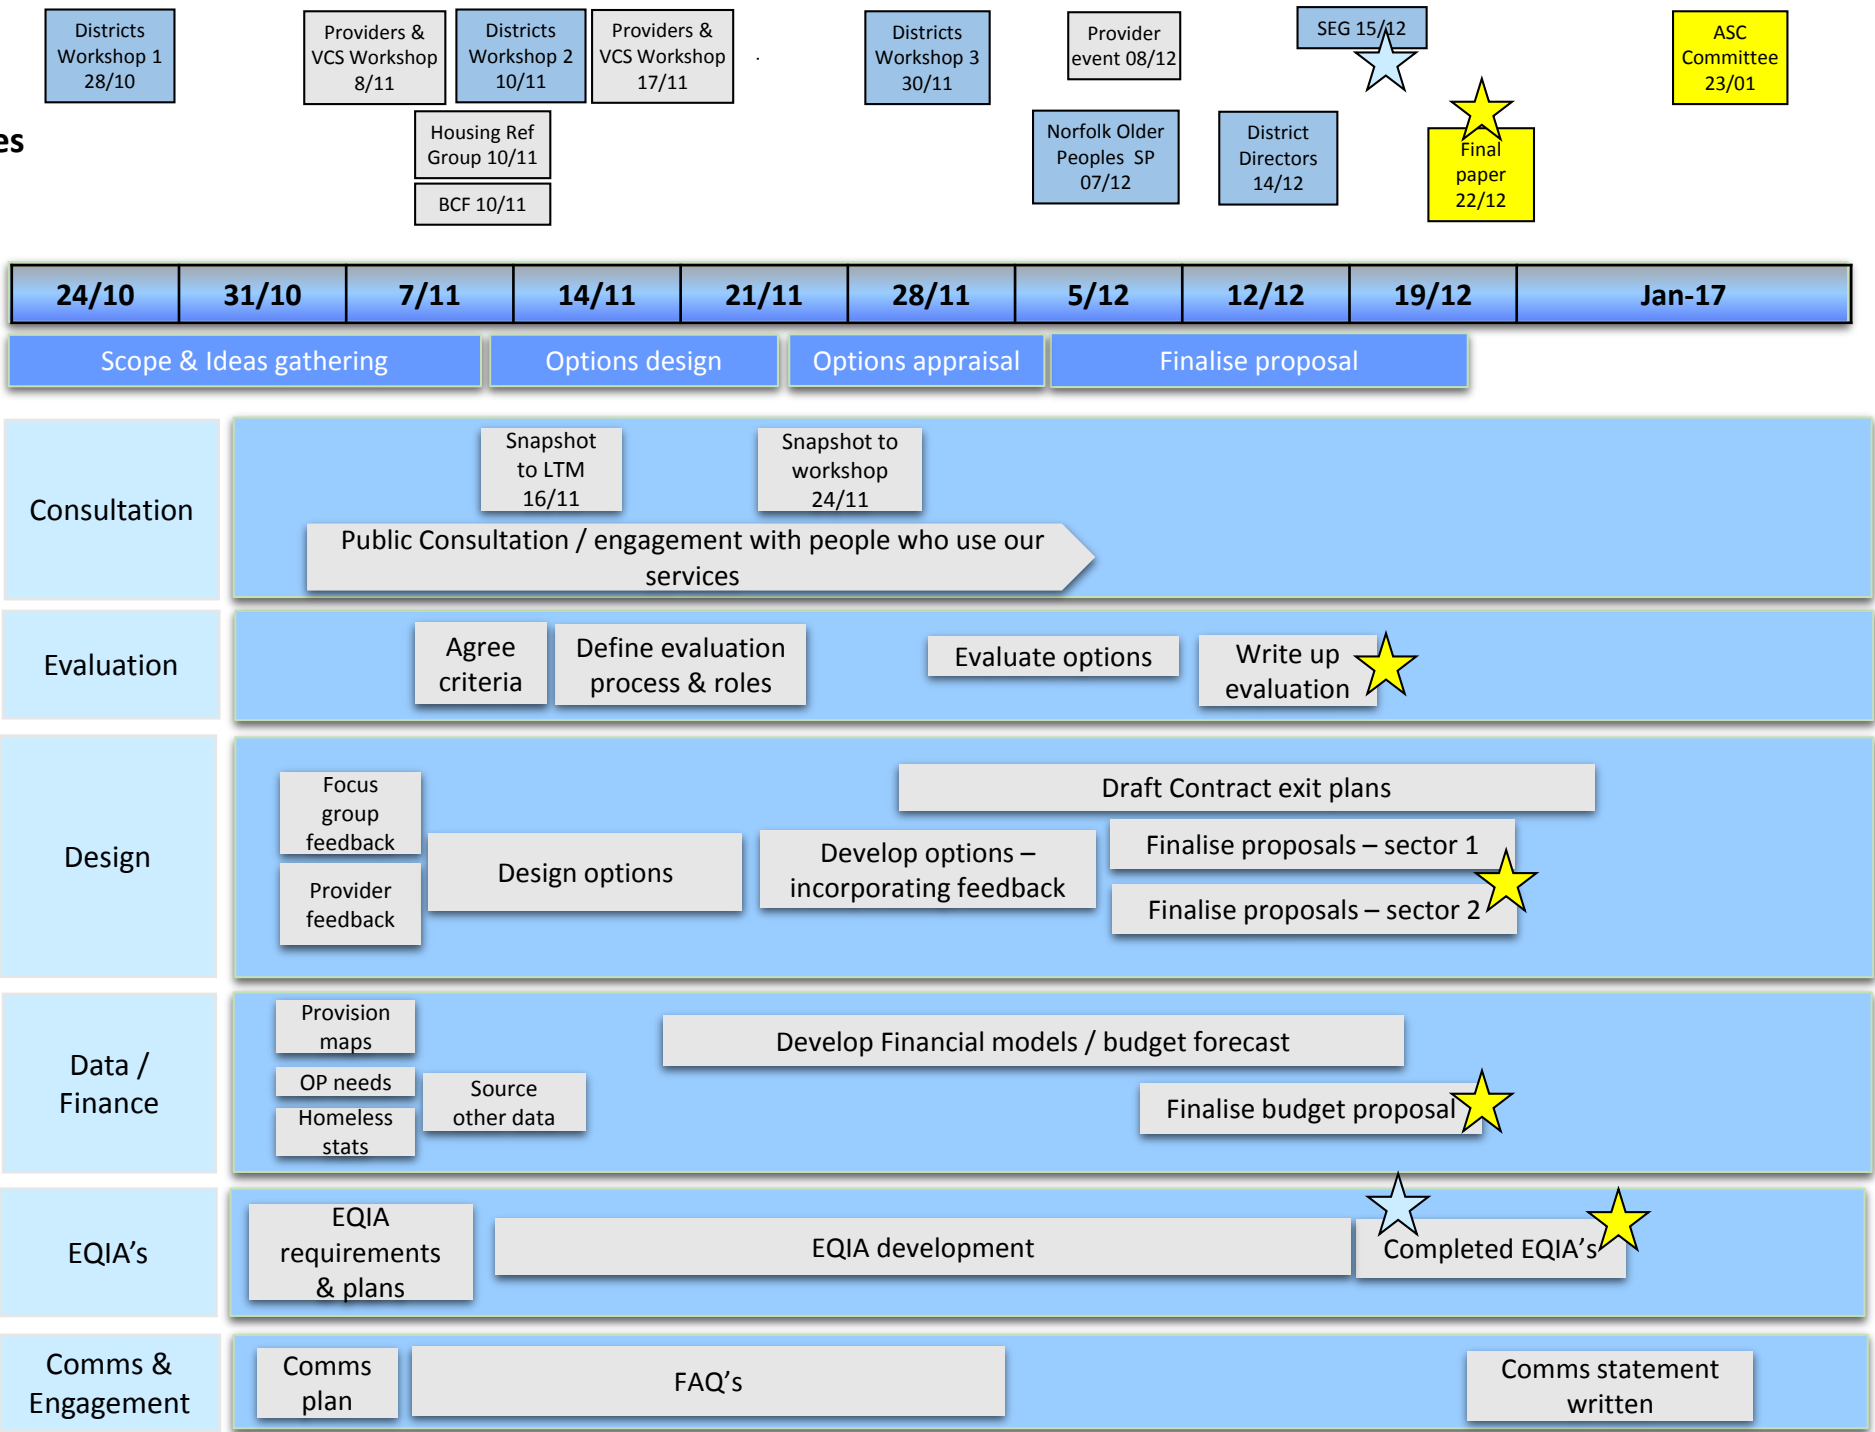 Districts
Workshop 1
28/10
Providers &
VCS Workshop
8/11
Districts
Workshop 2
10/11
Providers &
VCS Workshop
17/11
.
Districts
Workshop 3
30/11
Provider
event 08/12
SEG 15/12
ASC
Committee
23/01
es
Housing Ref
Group 10/11
BCF 10/11
Norfolk Older
Peoples SP
07/12
District
Directors
14/12
Final
paper
22/12
24/10
31/10
7/11
14/11
21/11
28/11
5/12
12/12
19/12
Jan-17
Scope & Ideas gathering
Options design
Options appraisal
Finalise proposal
Consultation
Snapshot
to LTM
16/11
Snapshot to
workshop
24/11
Public Consultation / engagement with people who use our
services
Evaluation
Agree
criteria
Define evaluation
process & roles
Evaluate options
Write up
evaluation
Design
Focus
group
feedback
Provider
feedback
Design options
Develop options –
incorporating feedback
Draft Contract exit plans
Finalise proposals – sector 1
Finalise proposals – sector 2
Data /
Finance
Provision
maps
OP needs
Homeless
stats
Source
other data
Develop Financial models / budget forecast
Finalise budget proposal
EQIA’s
EQIA
requirements
& plans
EQIA development
Completed EQIA’s
Comms &
Engagement
Comms
plan
FAQ’s
Comms statement
written